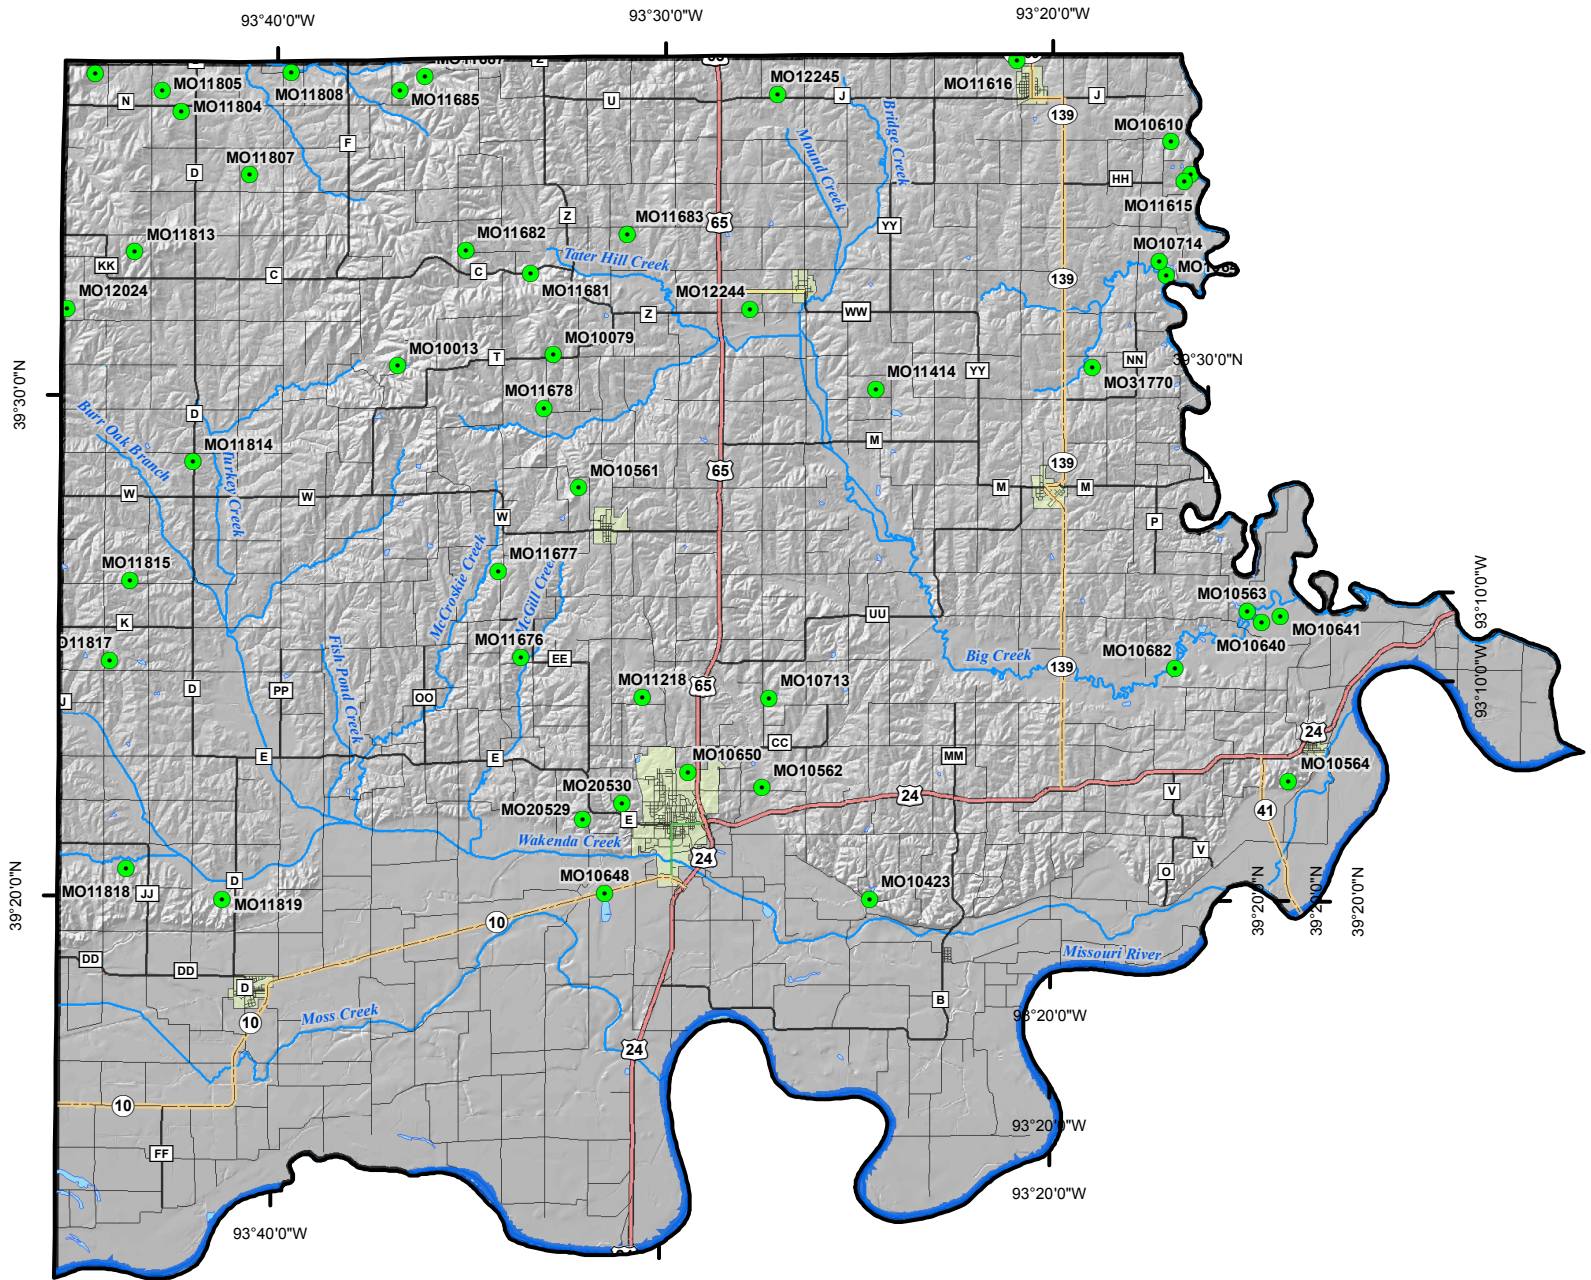 93°40'0"W
93°30'0"W
93°20'0"W
MO11805
MO11804
MO11808
MO11685
Z
65
U
MO12245
J
MO11616
J
139
N
F
Bridge Creek
Mound Creek
MO10610
MO11807
D
HH
MO11615
Z
MO11683
65
YY
MO11813
MO11682
MO10714
KK
C
C
Tater Hill Creek
139
MO12024
MO11681
MO12244
Z
WW
MO10079
MO10013
T
NN
39°30'0"N
MO31770
YY
MO11414
MO11678
39°30'0"N
D
Burr Oak Branch
MO11814
Turkey Creek
M
139
65
MO10561
W
W
M
M
W
P
MO11677
McCroskie Creek
McGill Creek
MO11815
K
UU
MO10563
93°10'0"W
MO10641
MO10640
MO11676
EE
Fish Pond Creek
Big Creek
139
MO10682
D
PP
OO
MO11218
65
MO10713
93°10'0"W
J
E
E
CC
MM
24
MO10650
MO10562
MO10564
MO20530
24
V
41
MO20529
E
Wakenda Creek
24
V
MO11818
D
JJ
MO11819
MO10648
MO10423
O
39°20'0"N
39°20'0"N
39°20'0"N
39°20'0"N
10
Missouri River
DD
DD
D
B
Moss Creek
10
93°20'0"W
24
10
93°20'0"W
FF
93°20'0"W
93°40'0"W